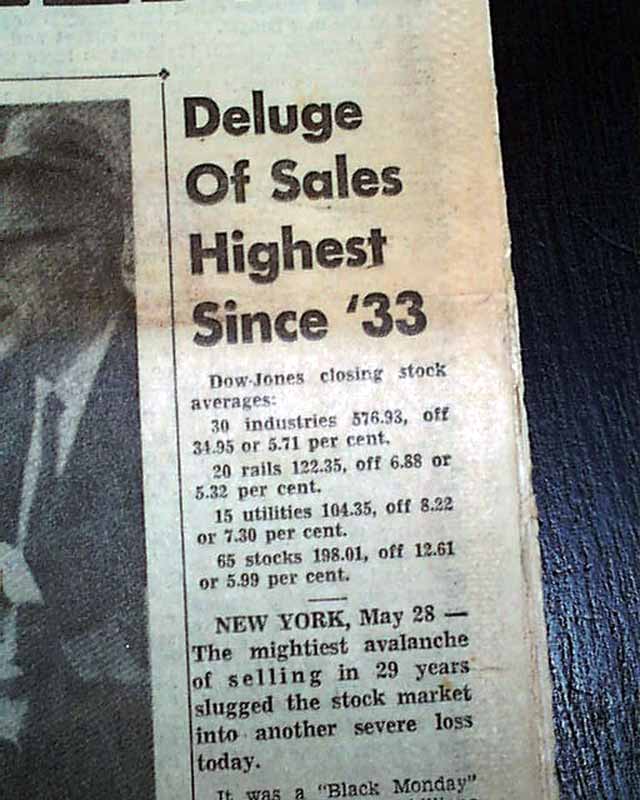 Deluge
Of Sales
Highest
Since '33
Dow-Jones closing stock
averages:
30 industries 576.93, off
34.95 or 5.71 per cent.
20 rails 122.35, off 6.88 or
5.32 per cent.
15 utilities 104.35, off 8.22
or 7.30 per cent.
65 stocks 198.01, off 12.61
or 5.99 per cent.
NEW YORK, May 28 —
The mightiest avalanche
of selling in 29 years
slugged the stock market
into another severe loss
today.
It was a "Black Monday"